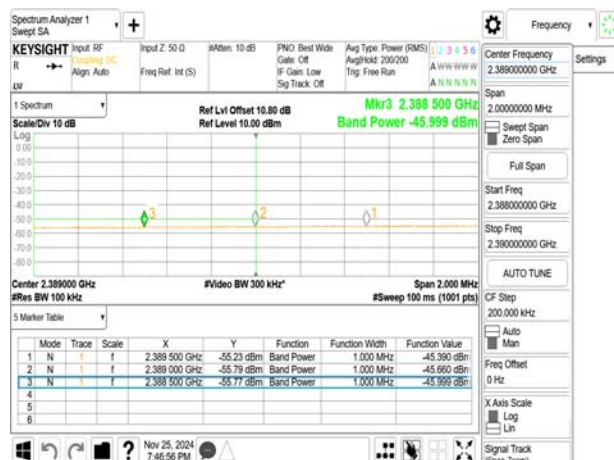 Spectrum Analyzer 1
Swept SA
+
Frequency
KEYSIGHT
Input: RF
Coupling: DC
Align: Auto
Input Z: 50 Ω
Freq Ref: Int (S)
#Atten: 10 dB
PNO: Best Wide
Gate: Off
IF Gain: Low
Sig Track: Off
Avg Type: Power (RMS)
Avg|Hold: 200/200
Trig: Free Run
1 2 3 4 5 6
A W W W W W
A N N N N N
R
Center Frequency
2.389000000 GHz
Settings
Span
2.00000000 MHz
Swept Span
Zero Span
Full Span
Start Freq
2.388000000 GHz
Stop Freq
2.390000000 GHz
AUTO TUNE
CF Step
200.000 kHz
Auto
Man
Freq Offset
0 Hz
X Axis Scale
Log
Lin
Signal Track
1 Spectrum
Scale/Div 10 dB
Log
Ref Lvl Offset 10.80 dB
Ref Level 10.00 dBm
Mkr3 2.388 500 GHz
Band Power -45.999 dBm
0.00
-10.0
-20.0
-30.0
-40.0
-50.0
-60.0
-70.0
-80.0
3
2
1
Center 2.389000 GHz
#Res BW 100 kHz
#Video BW 300 kHz*
Span 2.000 MHz
#Sweep 100 ms (1001 pts)
5 Marker Table
Mode Trace Scale X Y Function Function Width Function Value
1 N 1 f 2.389 500 GHz -55.23 dBm Band Power 1.000 MHz -45.390 dBm
2 N 1 f 2.389 000 GHz -55.79 dBm Band Power 1.000 MHz -45.660 dBm
3 N 1 f 2.388 500 GHz -55.77 dBm Band Power 1.000 MHz -45.999 dBm
4
5
6
?
Nov 25, 2024
7:46:56 PM